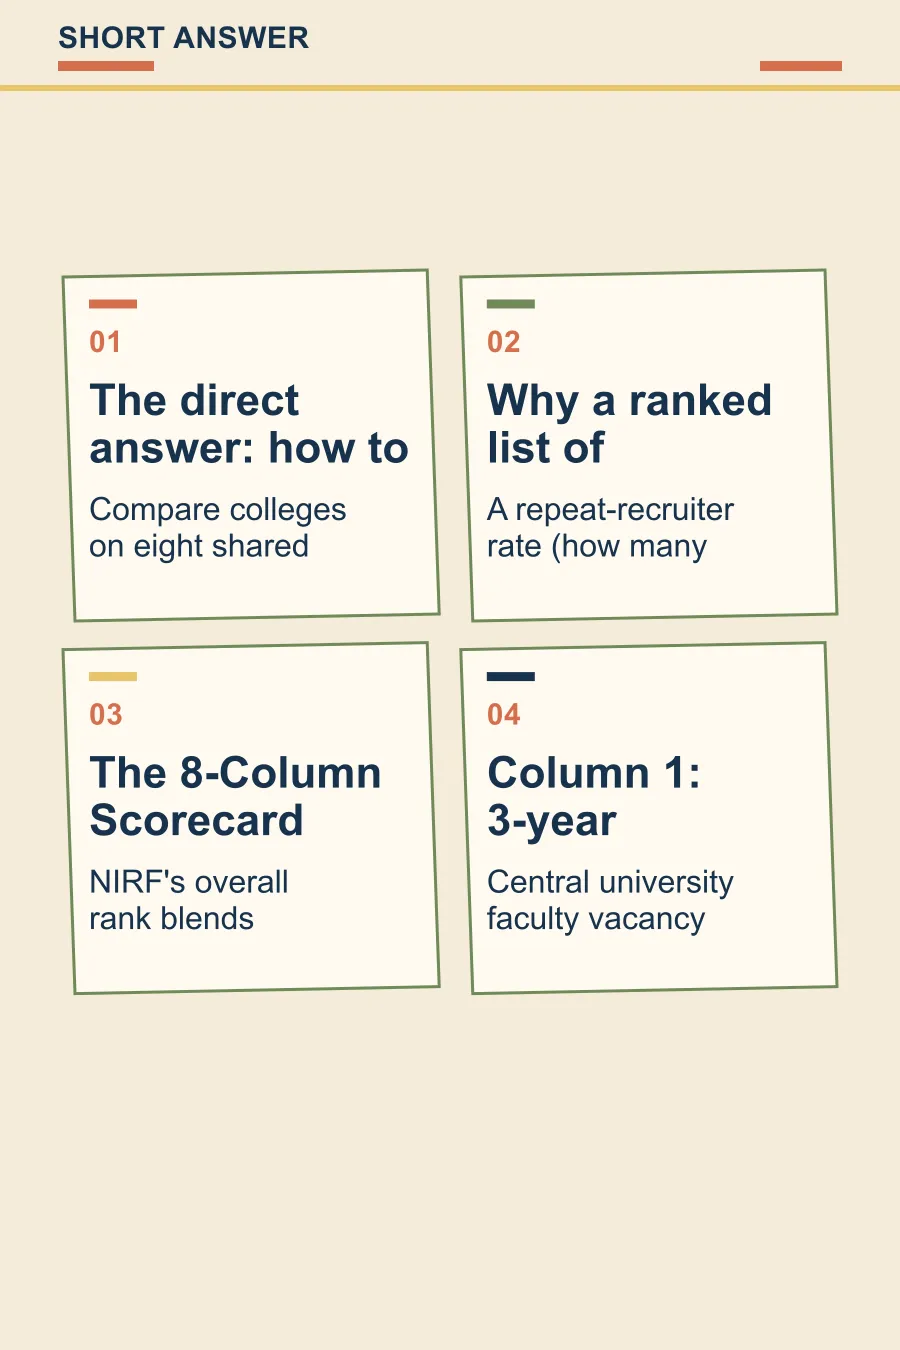 SHORT ANSWER
01
The direct
answer: how to
Compare colleges
on eight shared
02
Why a ranked
list of
A repeat-recruiter
rate (how many
03
The 8-Column
Scorecard
NIRF's overall
rank blends
04
Column 1:
3-year
Central university
faculty vacancy